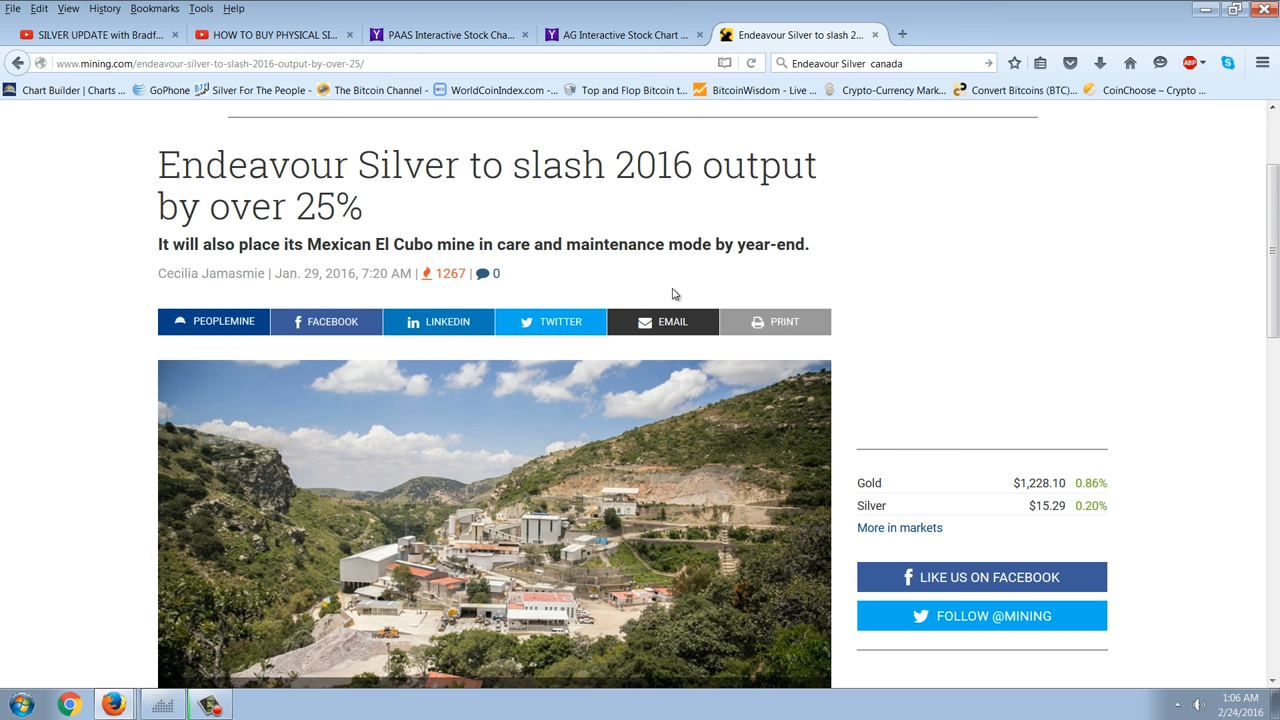 File Edit View History Bookmarks Tools Help
SILVER UPDATE with Bradf... × HOW TO BUY PHYSICAL SI... × PAAS Interactive Stock Cha... × AG Interactive Stock Chart ... × Endeavour Silver to slash 2... × +
www.mining.com/endeavour-silver-to-slash-2016-output-by-over-25/ Endeavour Silver canada ABP
Chart Builder | Charts ... GoPhone Silver For The People - ... The Bitcoin Channel - ... WorldCoinIndex.com -... Top and Flop Bitcoin t... BitcoinWisdom - Live ... Crypto-Currency Mark... Convert Bitcoins (BTC)... CoinChoose – Crypto ...
Endeavour Silver to slash 2016 output
by over 25%
It will also place its Mexican El Cubo mine in care and maintenance mode by year-end.
Cecilia Jamasmie | Jan. 29, 2016, 7:20 AM | 1267 | 0
PEOPLEMINE FACEBOOK LINKEDIN TWITTER EMAIL PRINT
Gold $1,228.10 0.86%
Silver $15.29 0.20%
More in markets
LIKE US ON FACEBOOK
FOLLOW @MINING
1:06 AM
2/24/2016